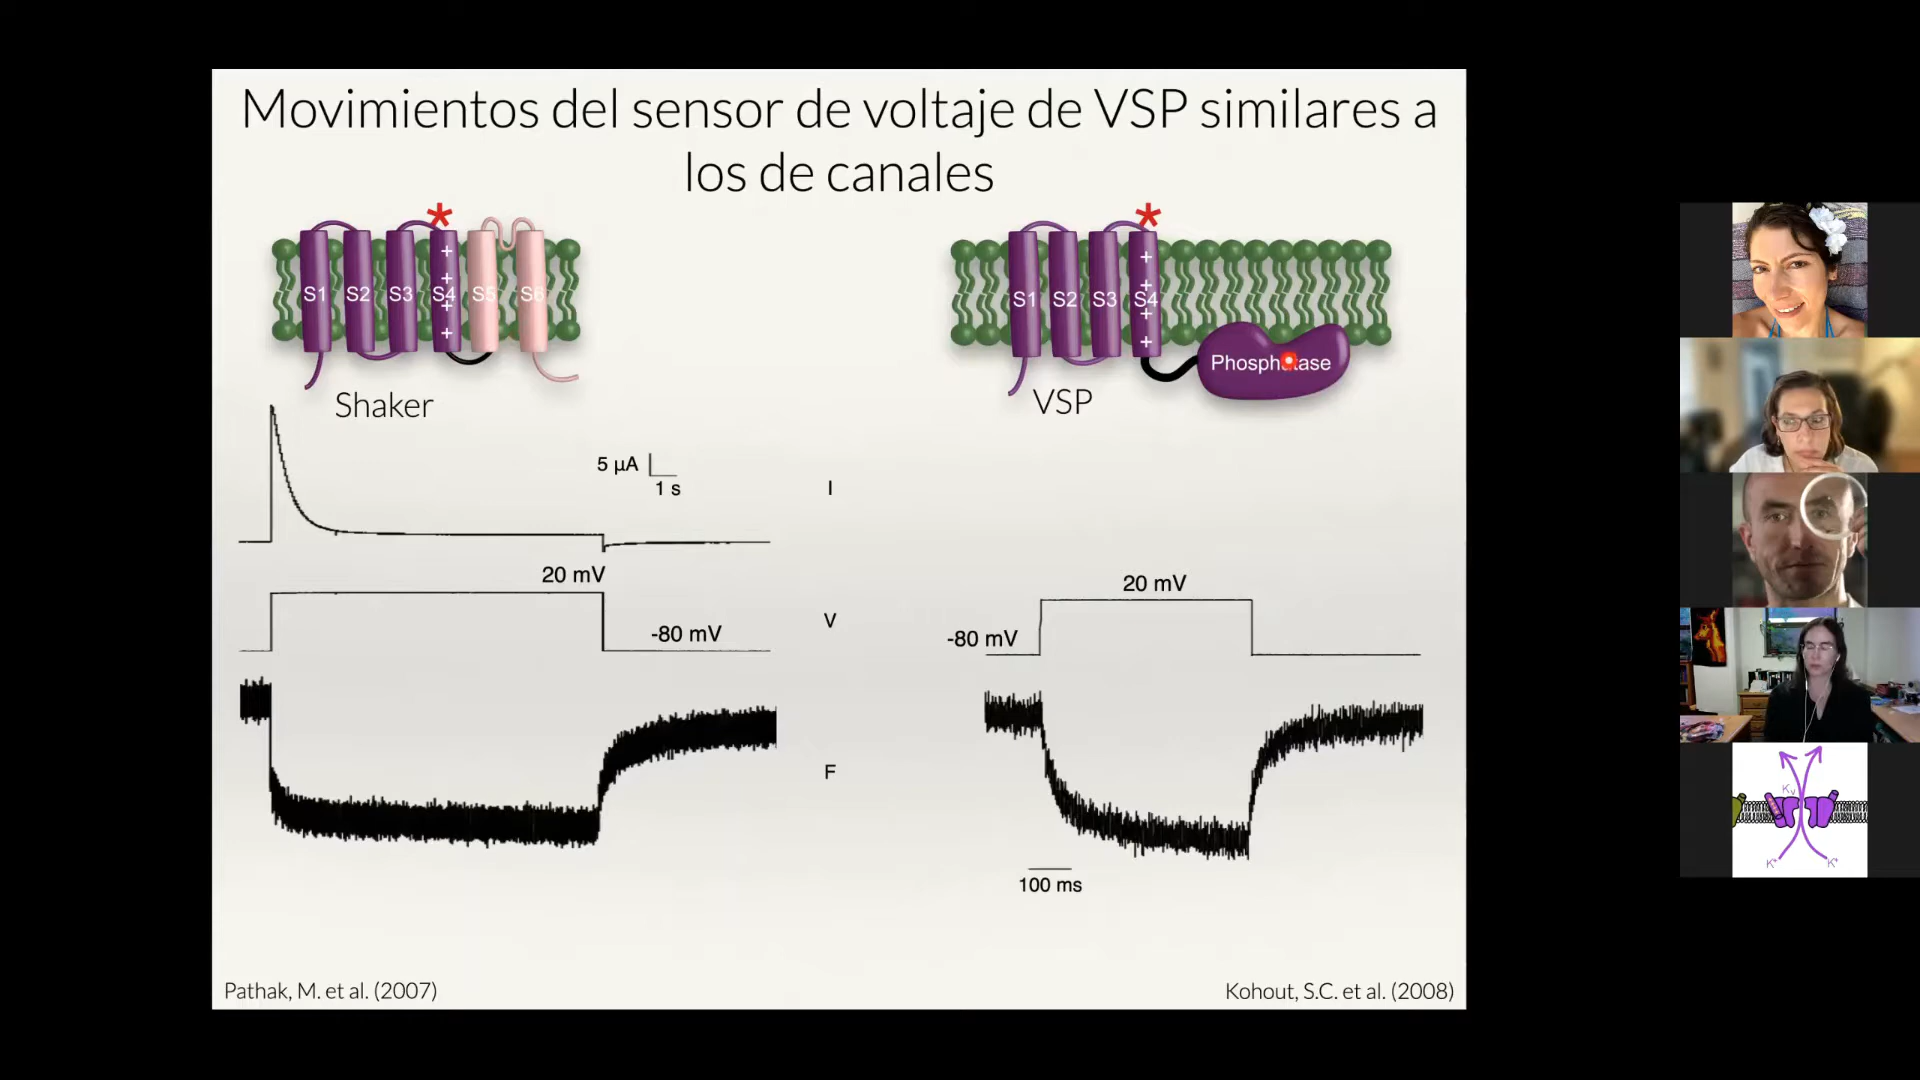 Movimientos del sensor de voltaje de VSP similares a
los de canales
*
*
S1 S2 S3 S4 S5 S6
+
+
+
+
S1 S2 S3 S4
+
+
+
+
Phosphatase
Shaker
VSP
5 µA
1 s
I
20 mV
-80 mV
V
20 mV
-80 mV
F
100 ms
Pathak, M. et al. (2007)
Kohout, S.C. et al. (2008)
Kv
K+
K+